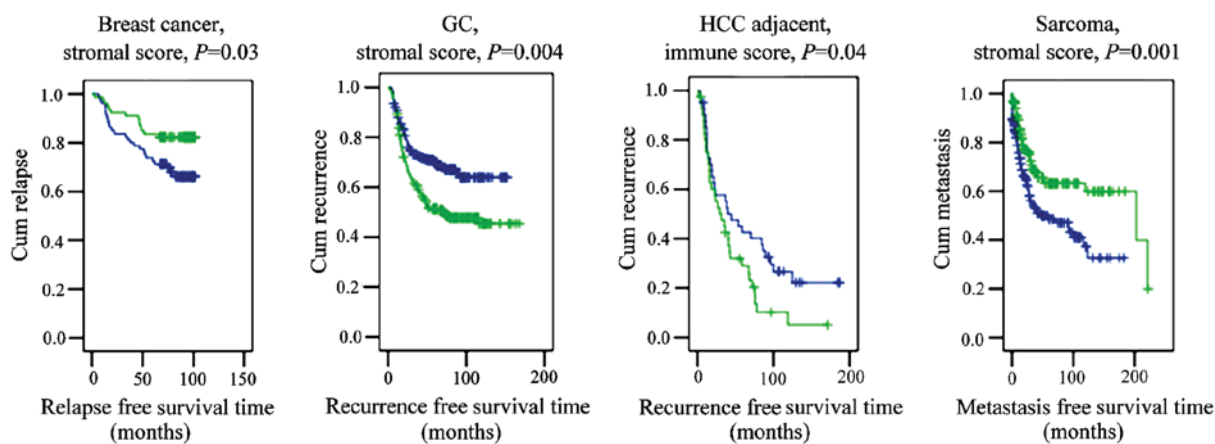 Breast cancer,
stromal score, P=0.03
Cum relapse
1.0
0.8
0.6
0.4
0.2
0.0
0 50 100 150
Relapse free survival time
(months)
GC,
stromal score, P=0.004
Cum recurrence
1.0
0.8
0.6
0.4
0.2
0.0
0 100 200
Recurrence free survival time
(months)
HCC adjacent,
immune score, P=0.04
Cum recurrence
1.0
0.8
0.6
0.4
0.2
0.0
0 100 200
Recurrence free survival time
(months)
Sarcoma,
stromal score, P=0.001
Cum metastasis
1.0
0.8
0.6
0.4
0.2
0.0
0 100 200
Metastasis free survival time
(months)